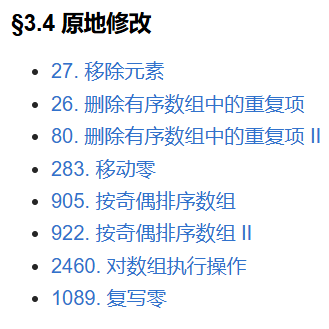 §3.4 原地修改
27. 移除元素
26. 删除有序数组中的重复项
80. 删除有序数组中的重复项 II
283. 移动零
905. 按奇偶排序数组
922. 按奇偶排序数组 II
2460. 对数组执行操作
1089. 复写零